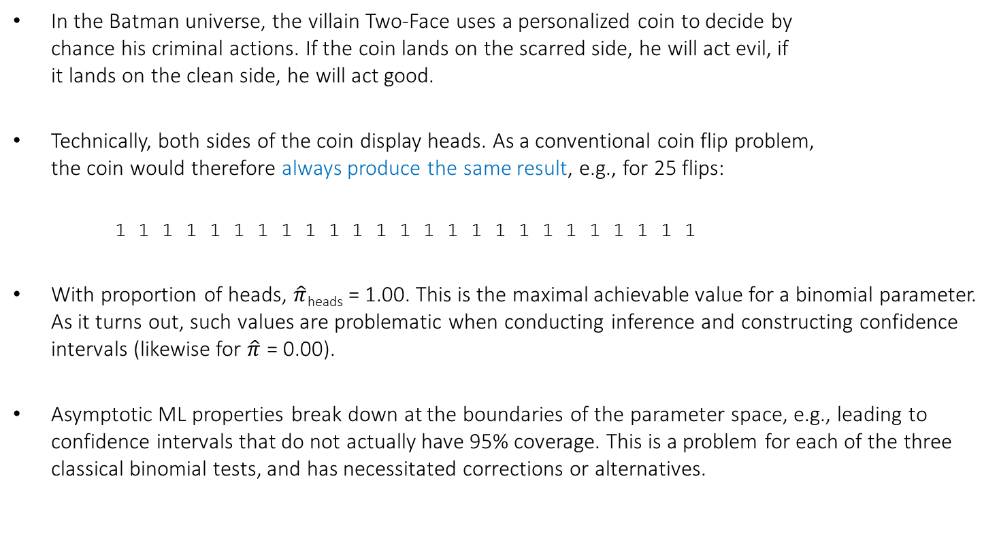 • In the Batman universe, the villain Two-Face uses a personalized coin to decide by
chance his criminal actions. If the coin lands on the scarred side, he will act evil, if
it lands on the clean side, he will act good.
• Technically, both sides of the coin display heads. As a conventional coin flip problem,
the coin would therefore always produce the same result, e.g., for 25 flips:
1 1 1 1 1 1 1 1 1 1 1 1 1 1 1 1 1 1 1 1 1 1 1 1 1
• With proportion of heads, π̂heads = 1.00. This is the maximal achievable value for a binomial parameter.
As it turns out, such values are problematic when conducting inference and constructing confidence
intervals (likewise for π̂ = 0.00).
• Asymptotic ML properties break down at the boundaries of the parameter space, e.g., leading to
confidence intervals that do not actually have 95% coverage. This is a problem for each of the three
classical binomial tests, and has necessitated corrections or alternatives.